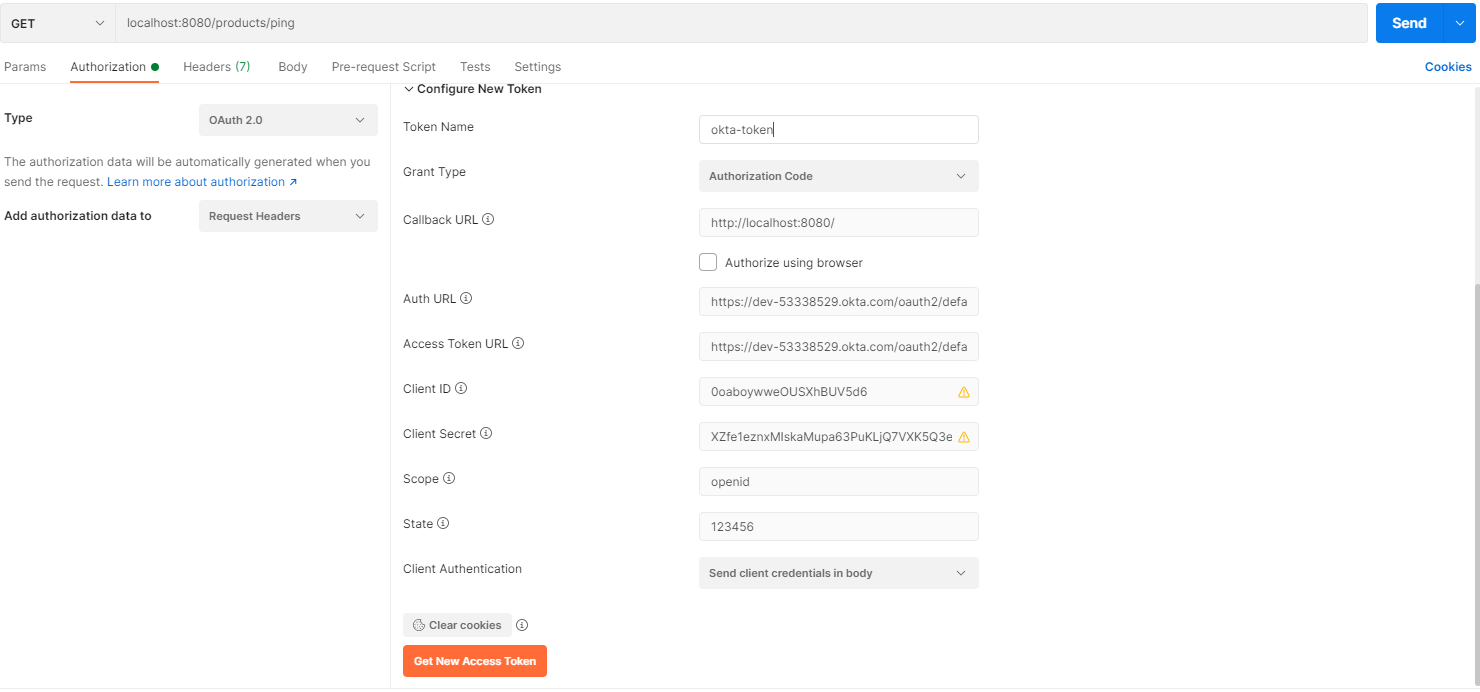 GET
localhost:8080/products/ping
Send
Params
Authorization
Headers (7)
Body
Pre-request Script
Tests
Settings
Cookies
Type
OAuth 2.0
The authorization data will be automatically generated when you
send the request. Learn more about authorization ↗
Add authorization data to
Request Headers
Configure New Token
Token Name
okta-token
Grant Type
Authorization Code
Callback URL
http://localhost:8080/
Authorize using browser
Auth URL
https://dev-53338529.okta.com/oauth2/defa
Access Token URL
https://dev-53338529.okta.com/oauth2/defa
Client ID
0oaboywweOUSXhBUV5d6
Client Secret
XZfe1eznxMIskaMupa63PuKLjQ7VXK5Q3e
Scope
openid
State
123456
Client Authentication
Send client credentials in body
Clear cookies
Get New Access Token